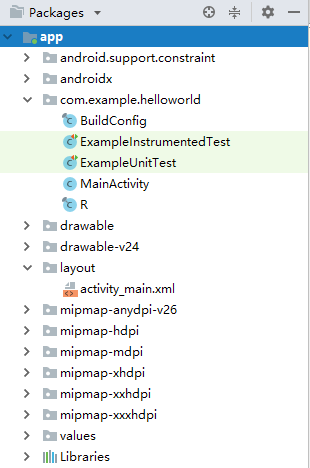 Packages
app
android.support.constraint
androidx
com.example.helloworld
BuildConfig
ExampleInstrumentedTest
ExampleUnitTest
MainActivity
R
drawable
drawable-v24
layout
activity_main.xml
mipmap-anydpi-v26
mipmap-hdpi
mipmap-mdpi
mipmap-xhdpi
mipmap-xxhdpi
mipmap-xxxhdpi
values
Libraries